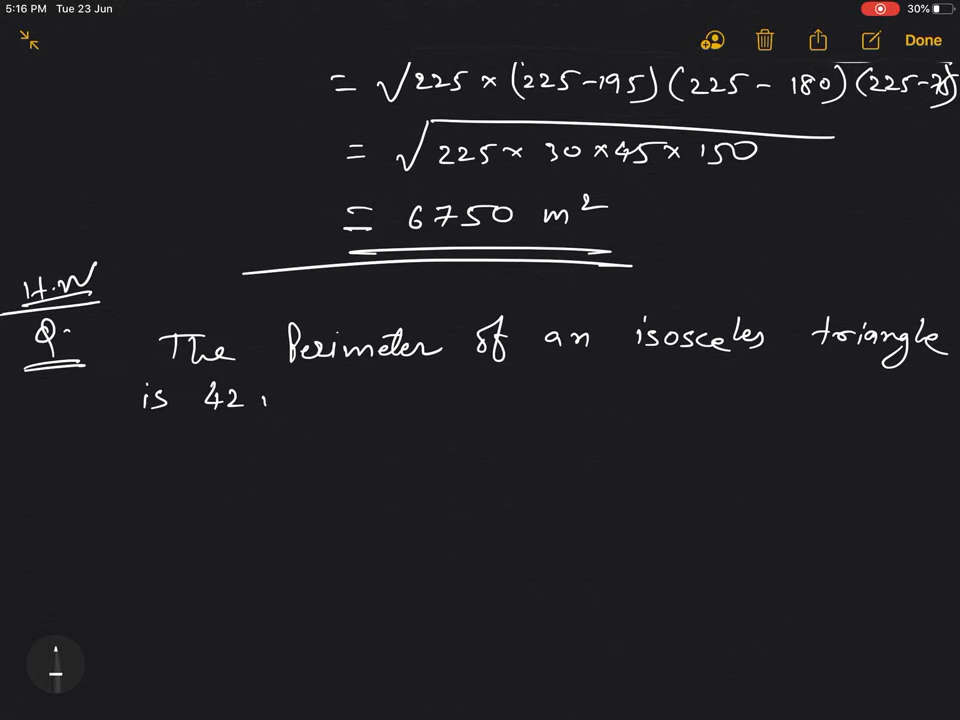 5:16 PM Tue 23 Jun 30%
Done
= √225 × (225-195) (225 - 180) (225-75)
= √225 × 30 × 45 × 150
= 6750 m²
H.W
Q.
The Perimeter of an isosceles triangle
is 42